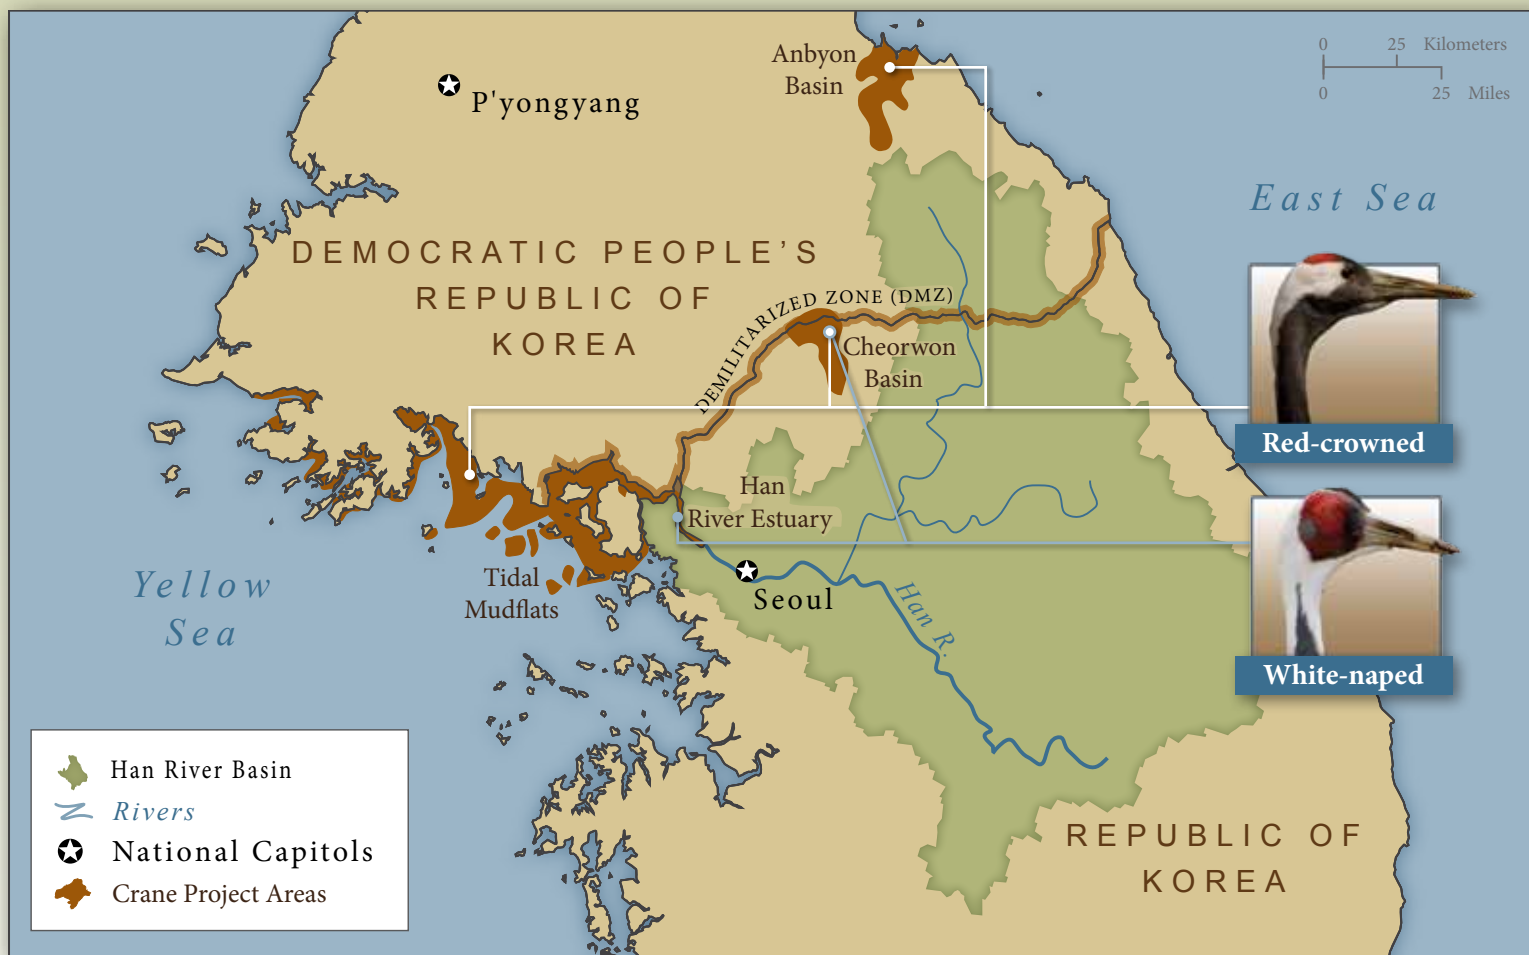 Anbyon
Basin
0 25 Kilometers
0 25 Miles
P'yongyang
East Sea
DEMOCRATIC PEOPLE'S
REPUBLIC OF
KOREA
DEMILITARIZED ZONE (DMZ)
Cheorwon
Basin
Red-crowned
Han
River Estuary
Tidal
Mudflats
Yellow
Sea
Seoul
Han R.
White-naped
Han River Basin
Rivers
National Capitols
Crane Project Areas
REPUBLIC OF
KOREA